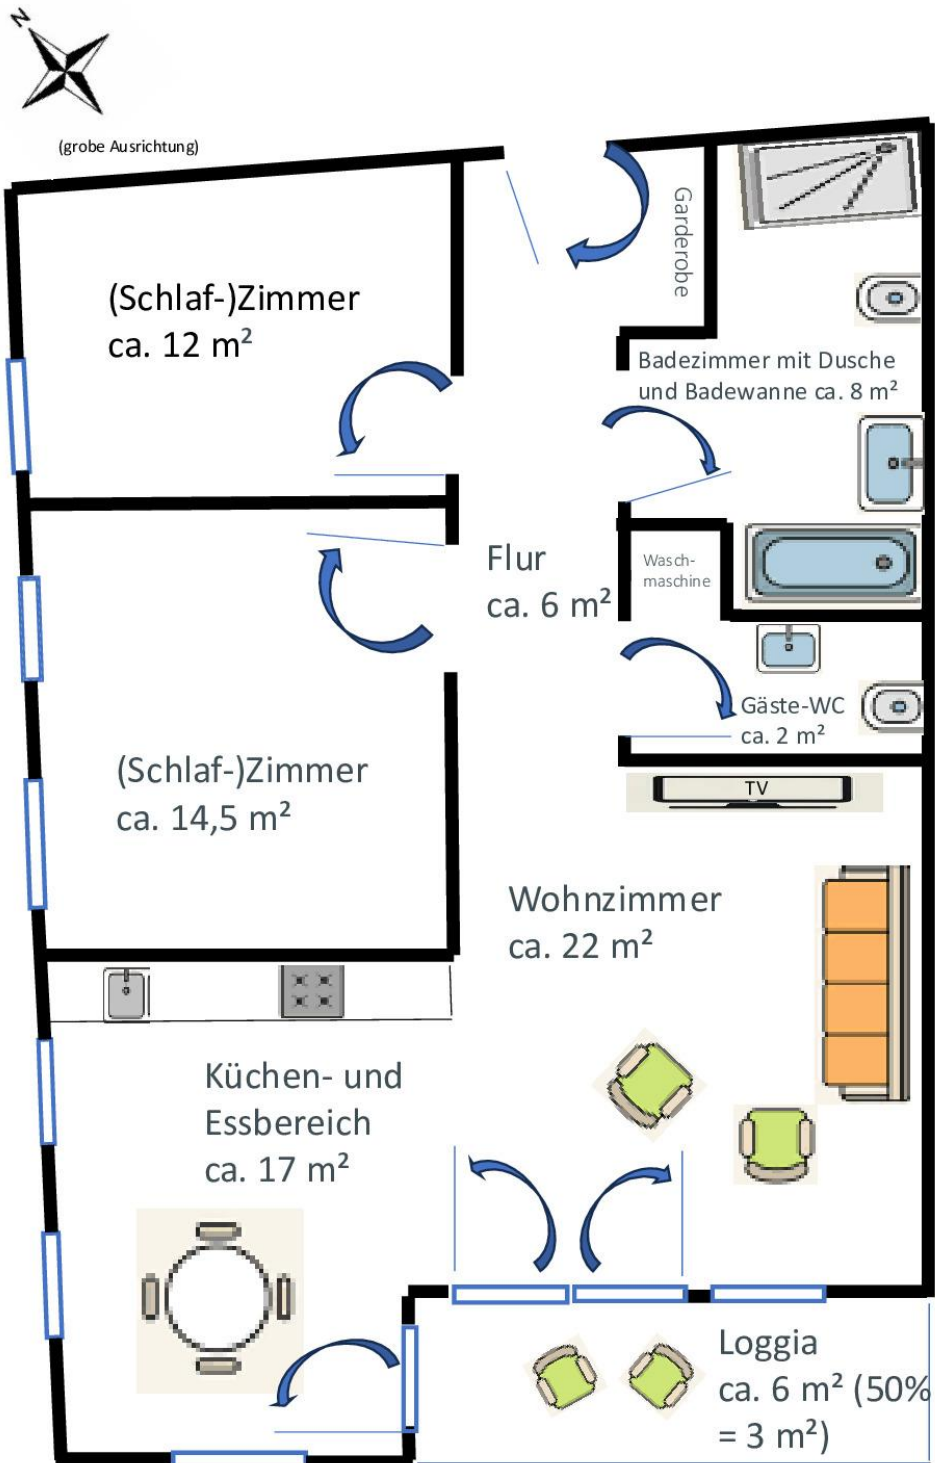 N
(grobe Ausrichtung)
Garderobe
(Schlaf-)Zimmer
ca. 12 m²
Badezimmer mit Dusche
und Badewanne ca. 8 m²
Flur
ca. 6 m²
Wasch-
maschine
Gäste-WC
ca. 2 m²
(Schlaf-)Zimmer
ca. 14,5 m²
TV
Wohnzimmer
ca. 22 m²
Küchen- und
Essbereich
ca. 17 m²
Loggia
ca. 6 m² (50%
= 3 m²)